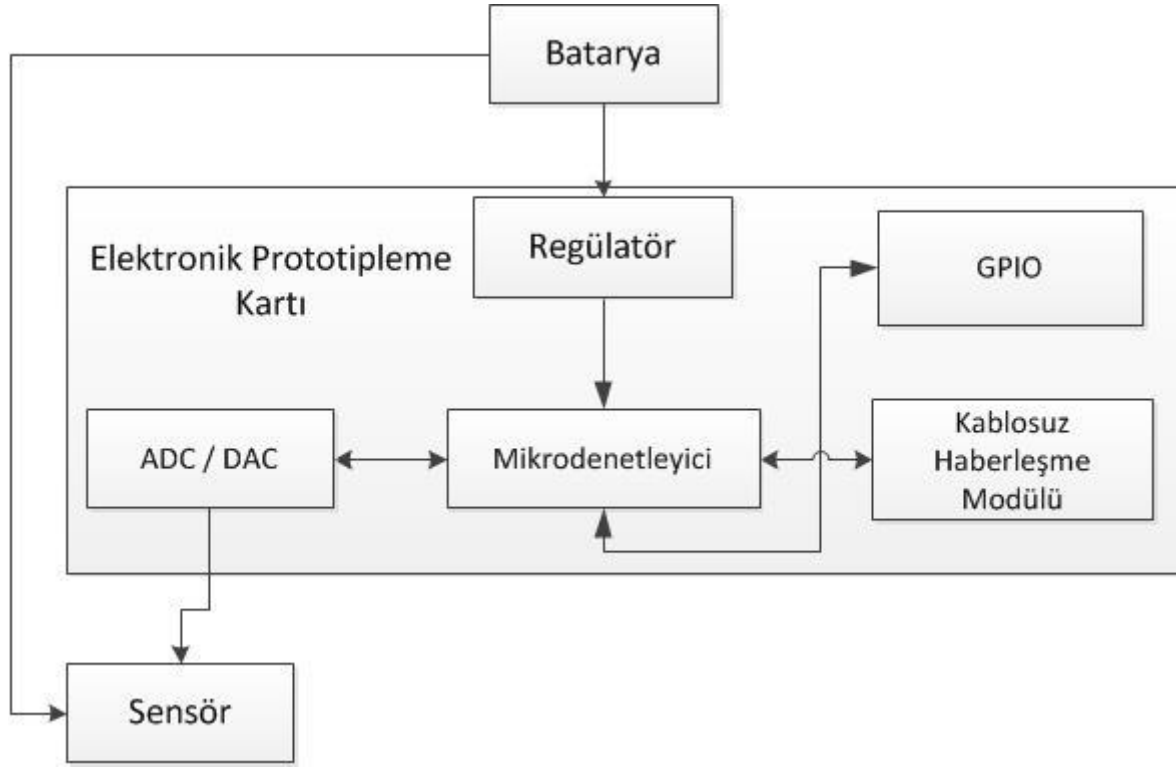 Batarya
Elektronik Prototipleme
Kartı
Regülatör
GPIO
ADC / DAC
Mikrodenetleyici
Kablosuz
Haberleşme
Modülü
Sensör